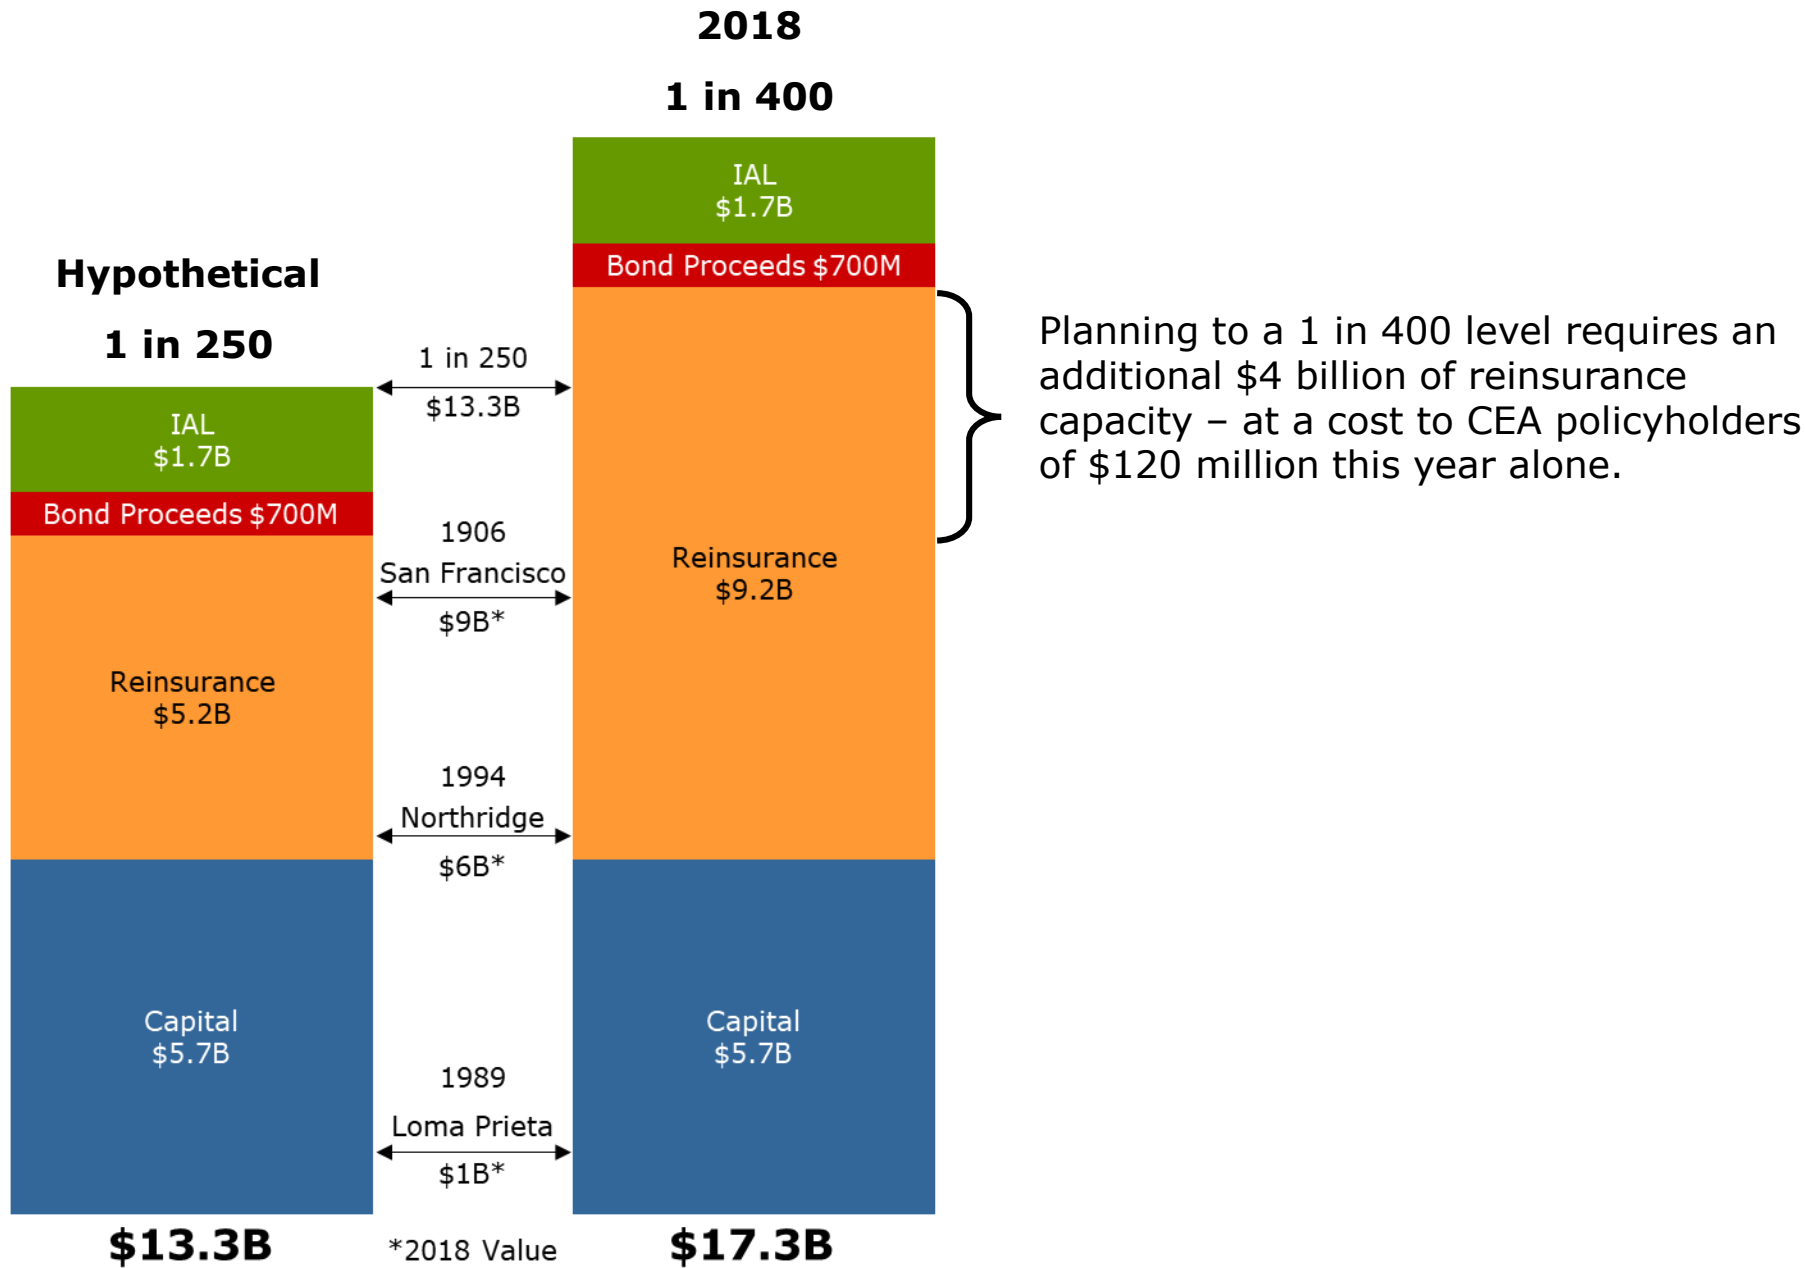 2018
1 in 400
IAL
$1.7B
Bond Proceeds $700M
Reinsurance
$9.2B
Capital
$5.7B
$17.3B
Hypothetical
1 in 250
IAL
$1.7B
Bond Proceeds $700M
Reinsurance
$5.2B
Capital
$5.7B
$13.3B
1 in 250
$13.3B
1906
San Francisco
$9B*
1994
Northridge
$6B*
1989
Loma Prieta
$1B*
*2018 Value
Planning to a 1 in 400 level requires an
additional $4 billion of reinsurance
capacity – at a cost to CEA policyholders
of $120 million this year alone.